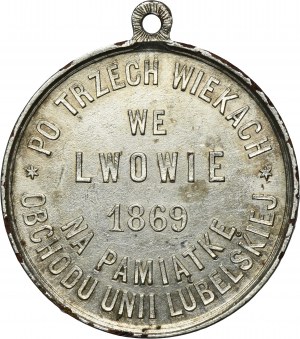 PO TRZECH WIEKACH
WE
LWOWIE
1869
* NA PAMIĄTKĘ *
OBCHODU UNII LUBELSKIEJ